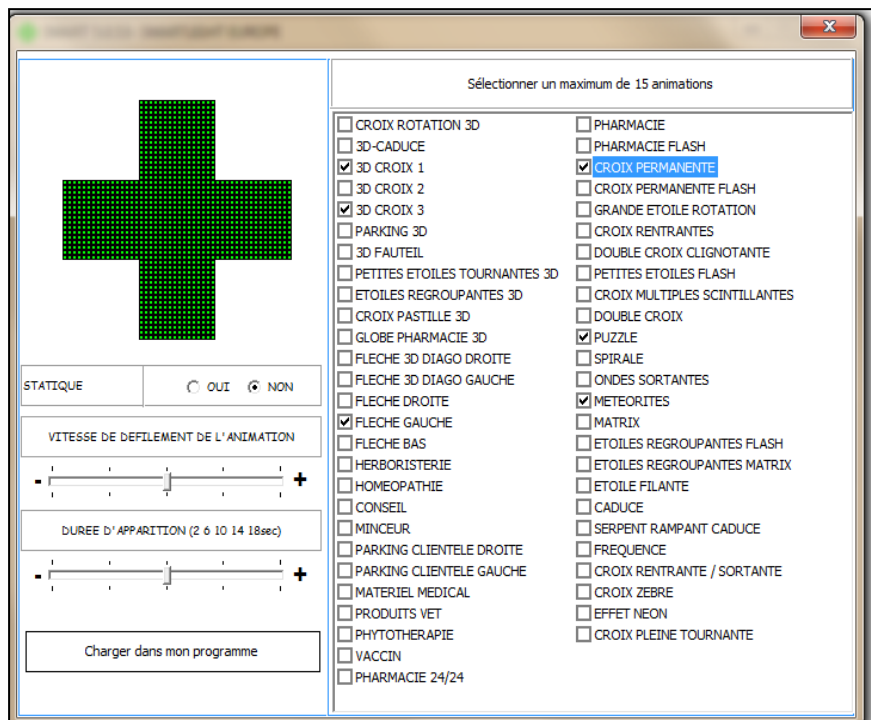 Sélectionner un maximum de 15 animations
CROIX ROTATION 3D
3D-CADUCE
3D CROIX 1
3D CROIX 2
3D CROIX 3
PARKING 3D
3D FAUTEIL
PETITES ETOILES TOURNANTES 3D
ETOILES REGROUPANTES 3D
CROIX PASTILLE 3D
GLOBE PHARMACIE 3D
FLECHE 3D DIAGO DROITE
FLECHE 3D DIAGO GAUCHE
FLECHE DROITE
FLECHE GAUCHE
FLECHE BAS
HERBORISTERIE
HOMEOPATHIE
CONSEIL
MINCEUR
PARKING CLIENTELE DROITE
PARKING CLIENTELE GAUCHE
MATERIEL MEDICAL
PRODUITS VET
PHYTOTHERAPIE
VACCIN
PHARMACIE 24/24
PHARMACIE
PHARMACIE FLASH
CROIX PERMANENTE
CROIX PERMANENTE FLASH
GRANDE ETOILE ROTATION
CROIX RENTRANTES
DOUBLE CROIX CLIGNOTANTE
PETITES ETOILES FLASH
CROIX MULTIPLES SCINTILLANTES
DOUBLE CROIX
PUZZLE
SPIRALE
ONDES SORTANTES
METEORITES
MATRIX
ETOILES REGROUPANTES FLASH
ETOILES REGROUPANTES MATRIX
ETOILE FILANTE
CADUCE
SERPENT RAMPANT CADUCE
FREQUENCE
CROIX RENTRANTE / SORTANTE
CROIX ZEBRE
EFFET NEON
CROIX PLEINE TOURNANTE
STATIQUE
OUI NON
VITESSE DE DEFILEMENT DE L'ANIMATION
- +
DUREE D'APPARITION (2 6 10 14 18sec)
- +
Charger dans mon programme